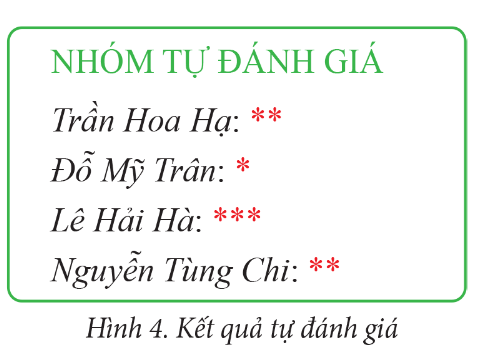 NHÓM TỰ ĐÁNH GIÁ
Trần Hoa Hạ: **
Đỗ Mỹ Trân: *
Lê Hải Hà: ***
Nguyễn Tùng Chi: **
Hình 4. Kết quả tự đánh giá